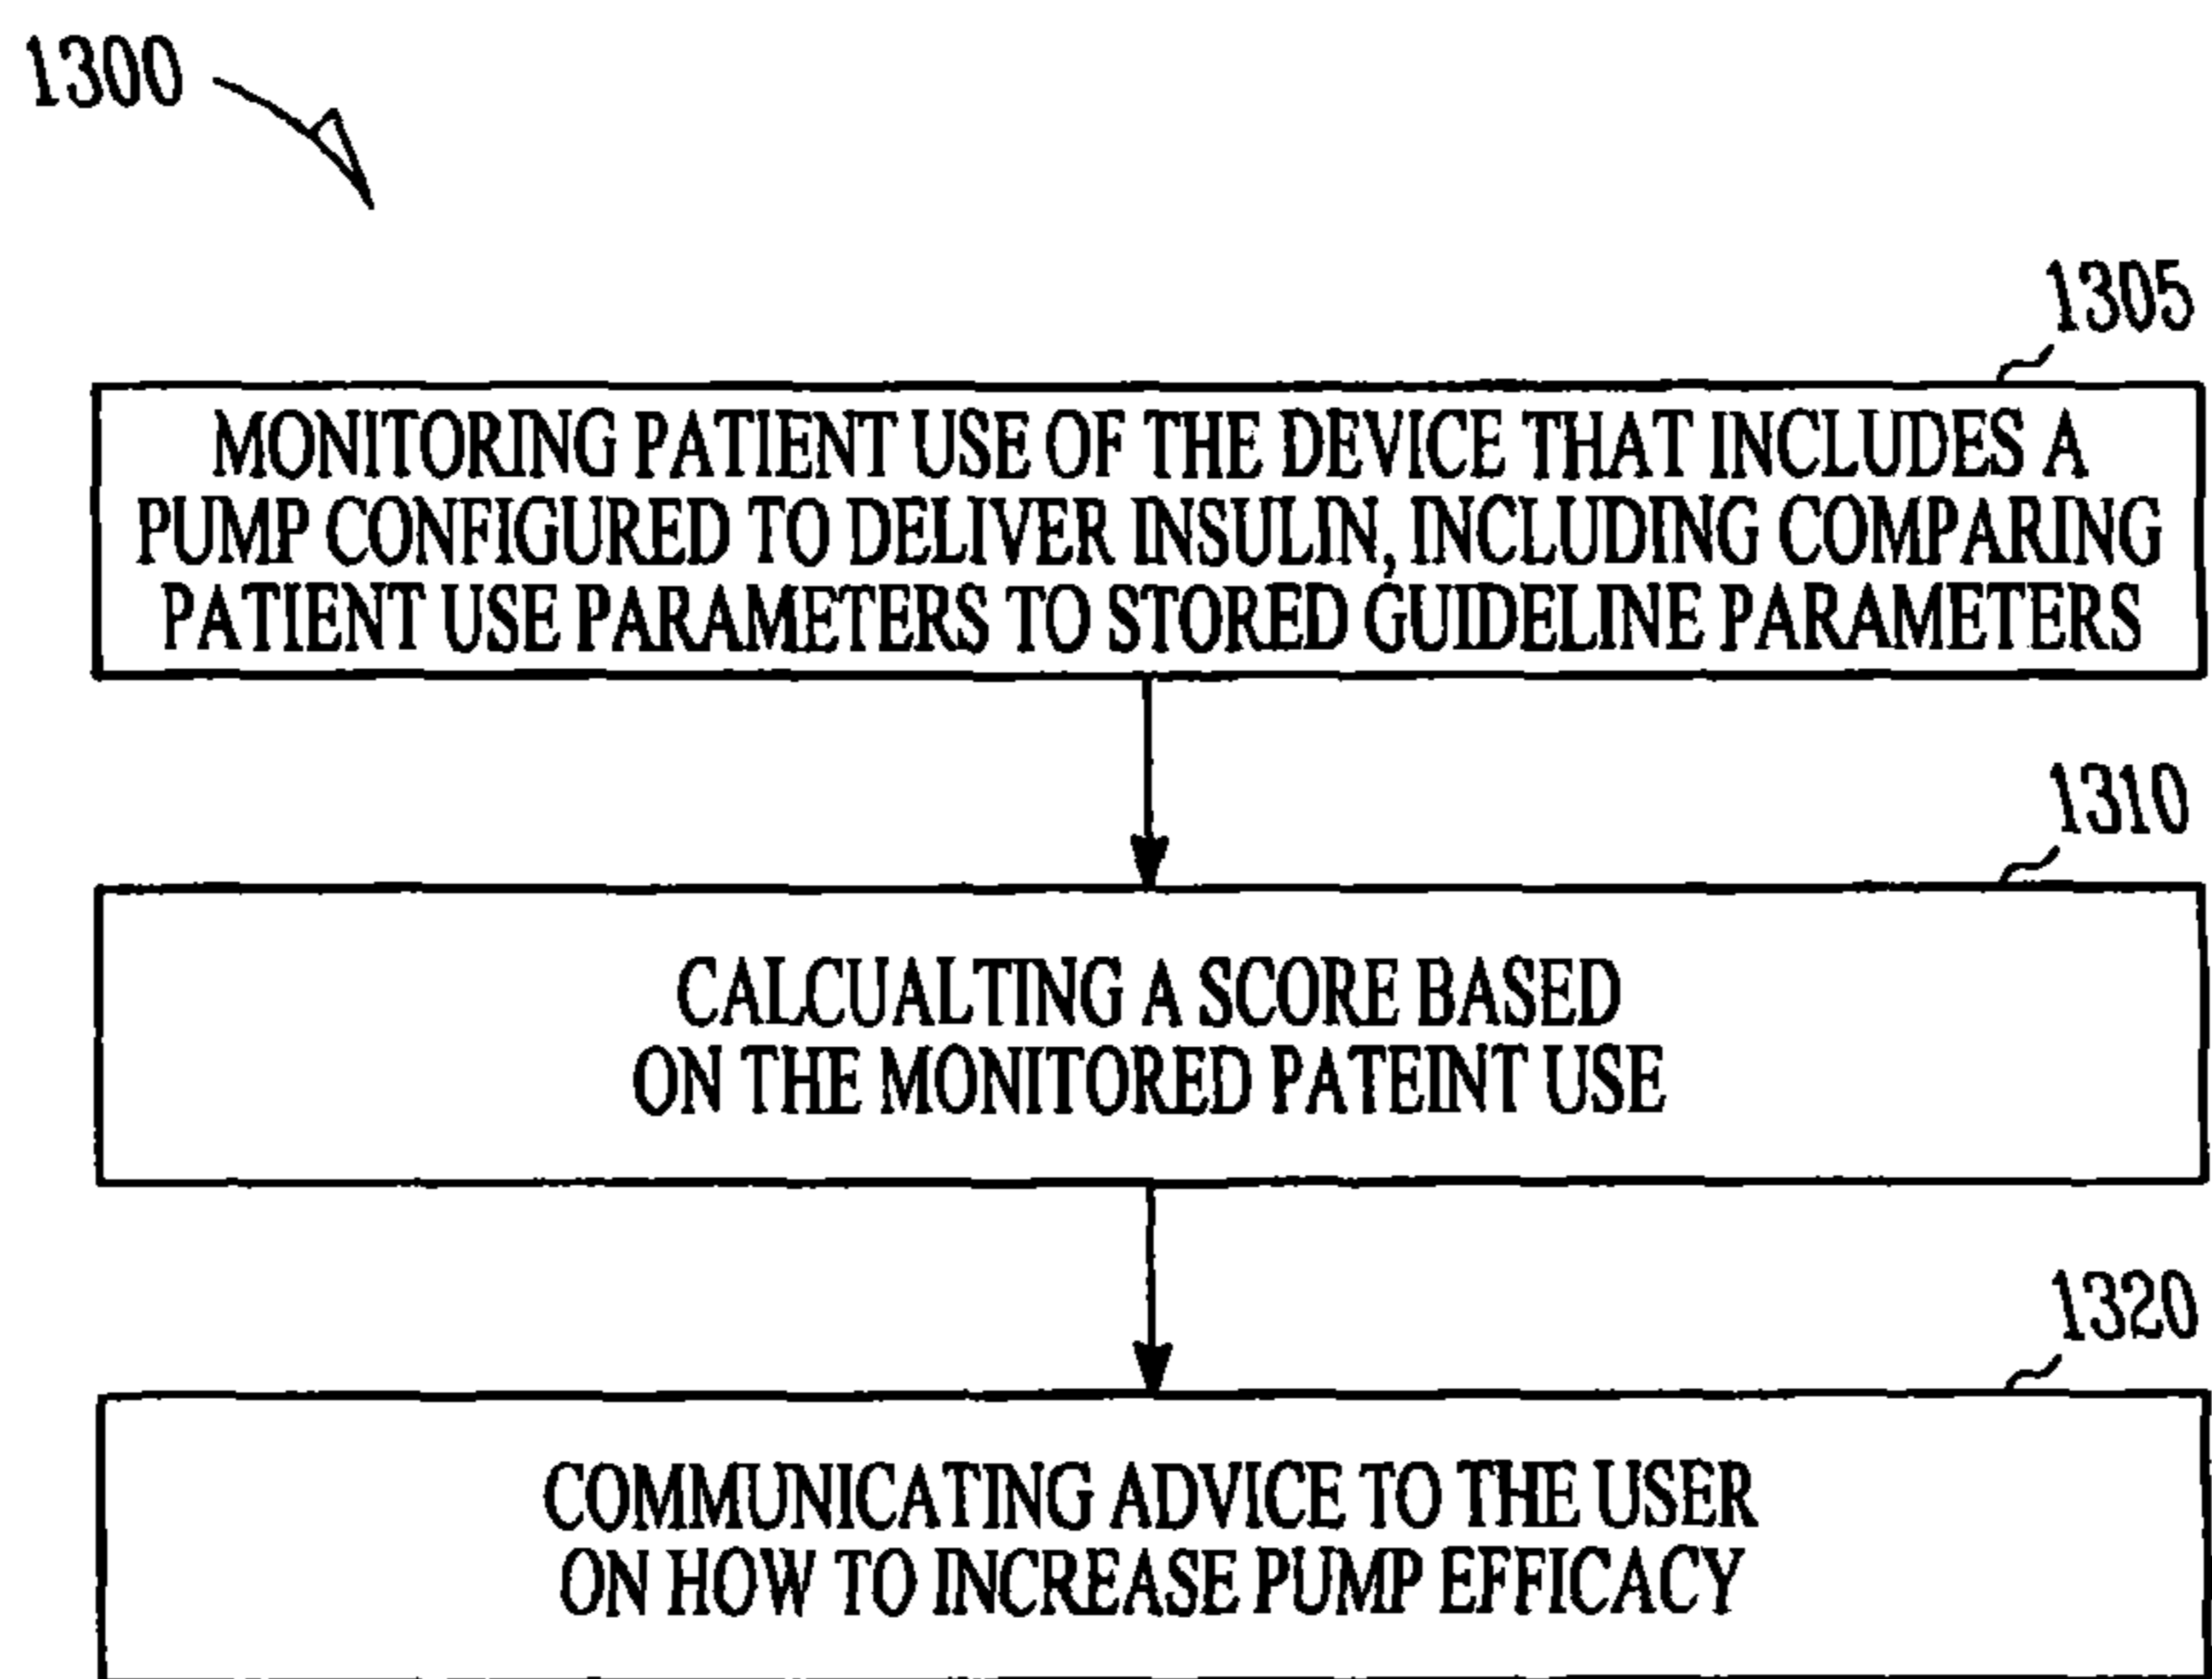 1300
1305
MONITORING PATIENT USE OF THE DEVICE THAT INCLUDES A
PUMP CONFIGURED TO DELIVER INSULIN, INCLUDING COMPARING
PATIENT USE PARAMETERS TO STORED GUIDELINE PARAMETERS
1310
CALCUALTING A SCORE BASED
ON THE MONITORED PATEINT USE
1320
COMMUNICATING ADVICE TO THE USER
ON HOW TO INCREASE PUMP EFFICACY